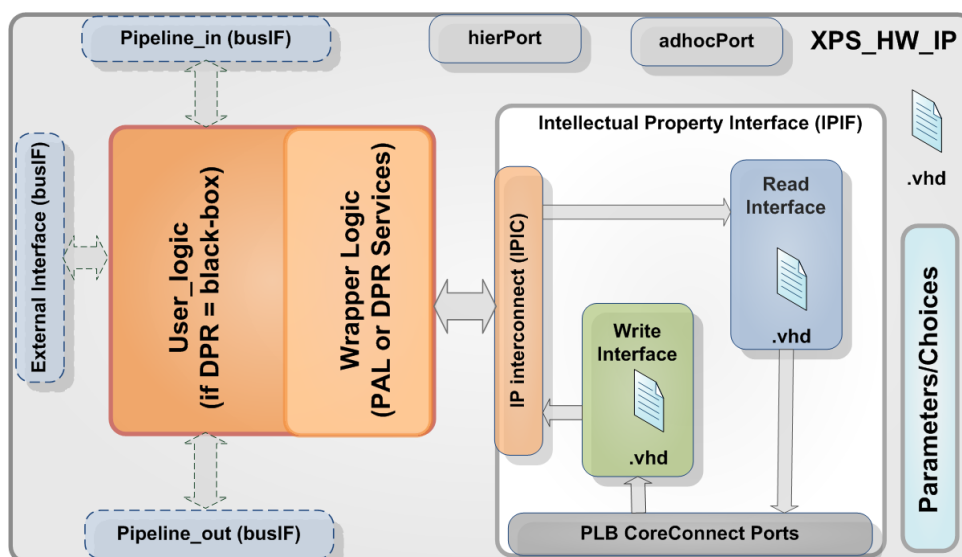 Pipeline_in (busIF)
hierPort
adhocPort
XPS_HW_IP
.vhd
External Interface (busIF)
User_logic
(if DPR = black-box)
Wrapper Logic
(PAL or DPR Services)
Intellectual Property Interface (IPIF)
IP interconnect (IPIC)
Read
Interface
.vhd
Write
Interface
.vhd
Parameters/Choices
Pipeline_out (busIF)
PLB CoreConnect Ports